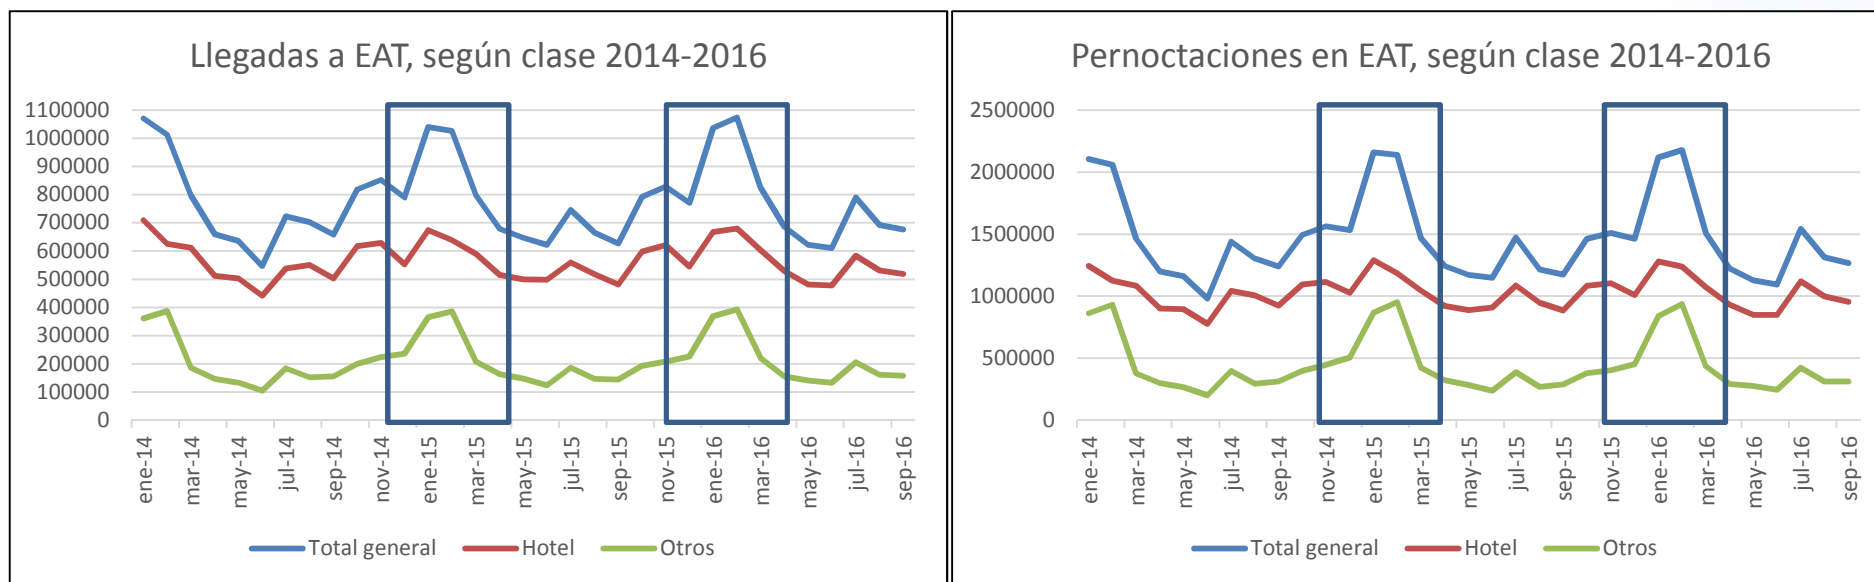 Llegadas a EAT, según clase 2014-2016
1100000
1000000
900000
800000
700000
600000
500000
400000
300000
200000
100000
0
ene-14
mar-14
may-14
jul-14
sep-14
nov-14
ene-15
mar-15
may-15
jul-15
sep-15
nov-15
ene-16
mar-16
may-16
jul-16
sep-16
Total general
Hotel
Otros
Pernoctaciones en EAT, según clase 2014-2016
2500000
2000000
1500000
1000000
500000
0
ene-14
mar-14
may-14
jul-14
sep-14
nov-14
ene-15
mar-15
may-15
jul-15
sep-15
nov-15
ene-16
mar-16
may-16
jul-16
sep-16
Total general
Hotel
Otros